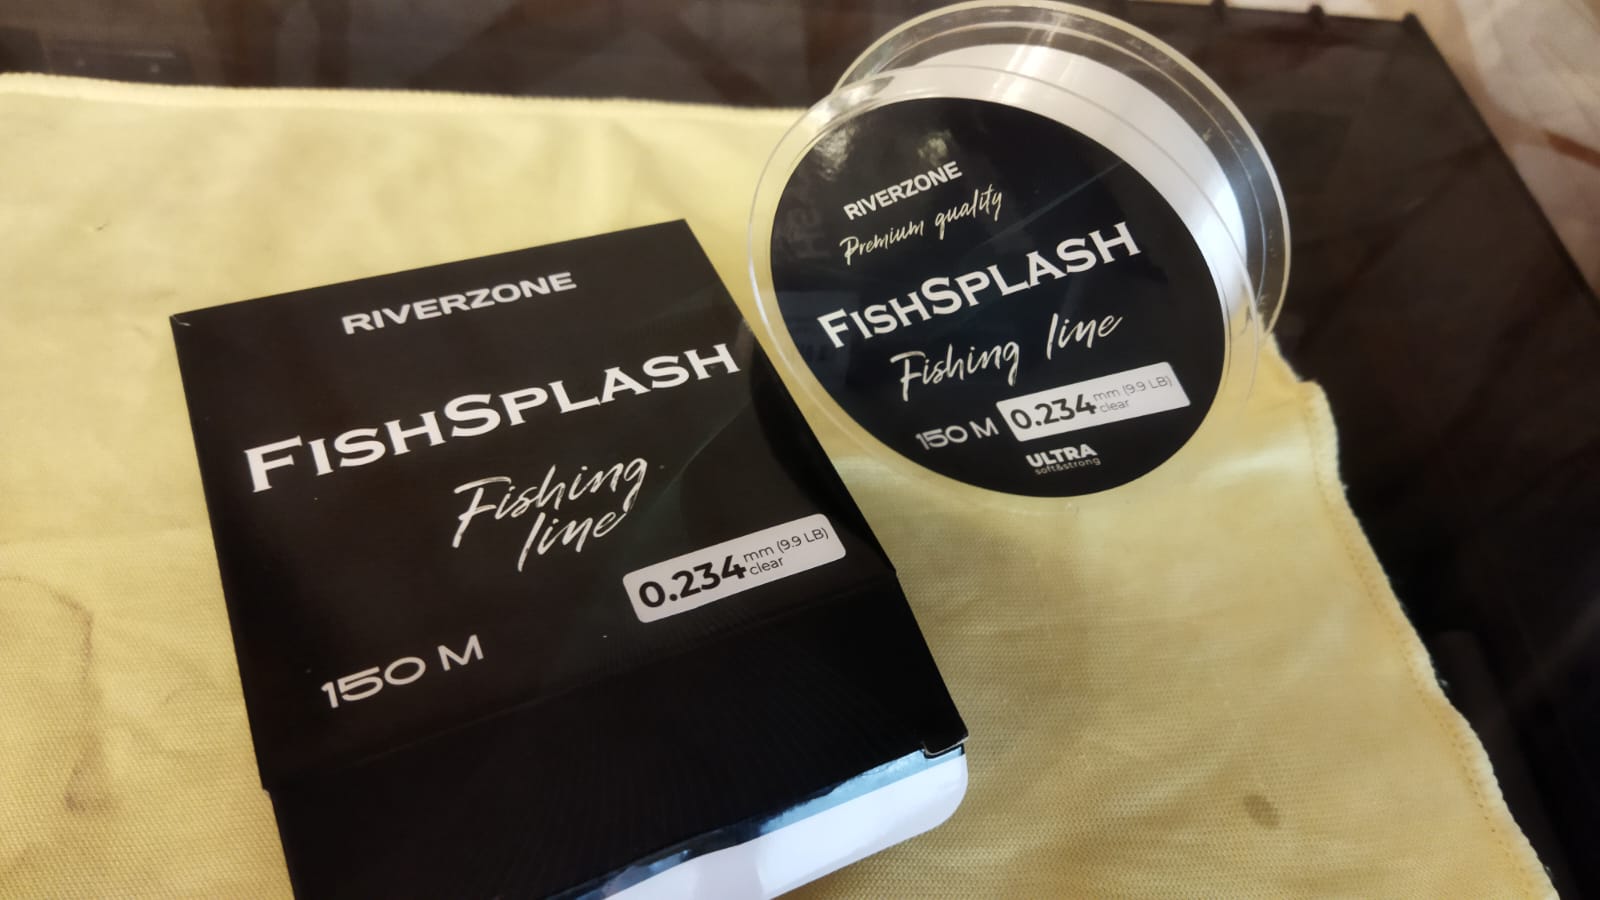 RIVERZONE
FISHSPLASH
Fishing
line
0.234 mm (9.9 LB)
clear
150 M
RIVERZONE
Premium quality
FISHSPLASH
Fishing line
150 M 0.234 mm (9.9 LB)
clear
ULTRA
soft&strong